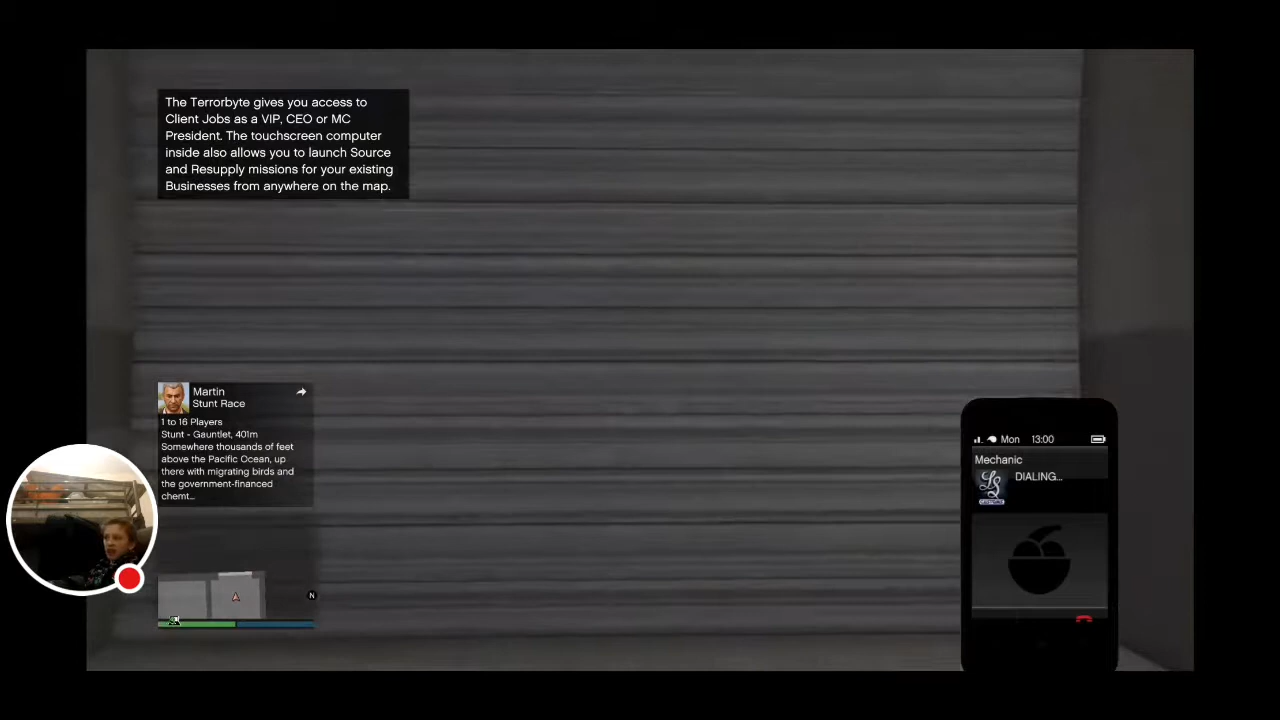 The Terrorbyte gives you access to
Client Jobs as a VIP, CEO or MC
President. The touchscreen computer
inside also allows you to launch Source
and Resupply missions for your existing
Businesses from anywhere on the map.
Martin
Stunt Race
1 to 16 Players
Stunt - Gauntlet, 401m
Somewhere thousands of feet
above the Pacific Ocean, up
there with migrating birds and
the government-financed
chemt...
N
Mon 13:00
Mechanic
LS
DIALING...